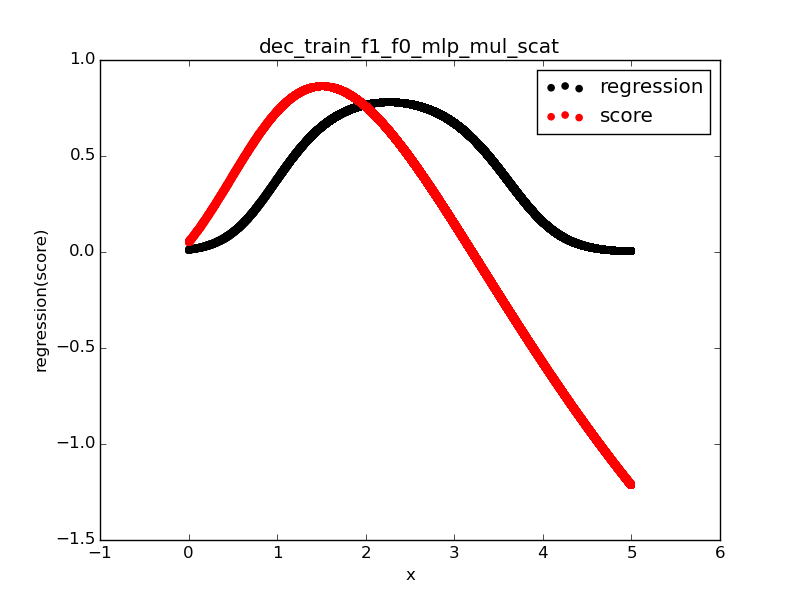 dec_train_f1_f0_mlp_mul_scat
1.0
0.5
0.0
−0.5
−1.0
−1.5
regression(score)
regression
score
−1 0 1 2 3 4 5 6
x